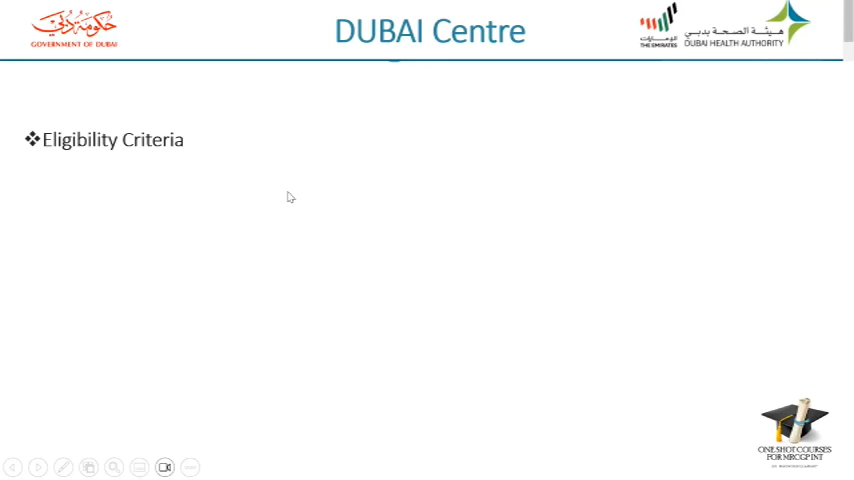 حكومة دبي
GOVERNMENT OF DUBAI
DUBAI Centre
الإمارات
THE EMIRATES
هيئة الصحة بدبي
DUBAI HEALTH AUTHORITY
❖Eligibility Criteria
ONE SHOT COURSES
FOR MRCGP INT